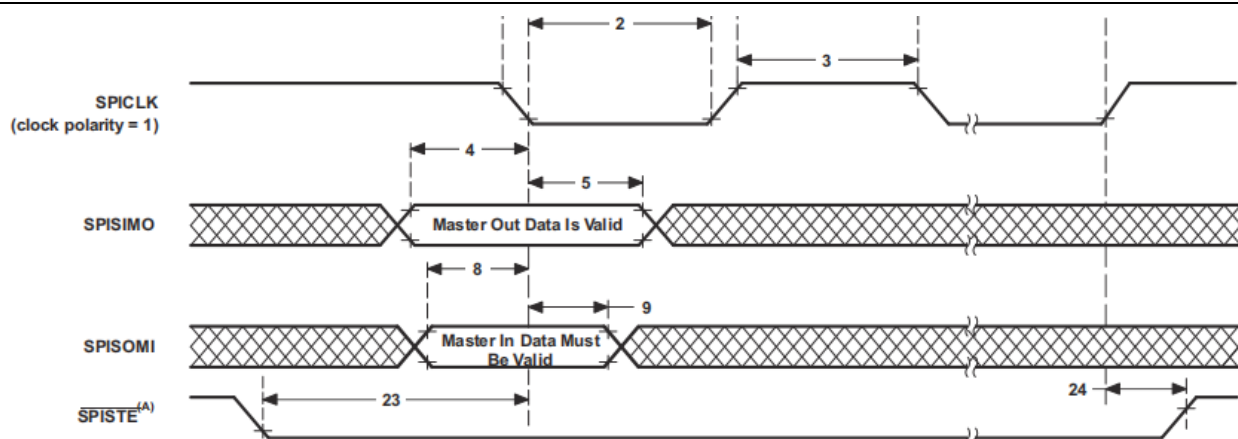 2
3
SPICLK
(clock polarity = 1)
4
5
SPISIMO
Master Out Data Is Valid
8
9
SPISOMI
Master In Data Must
Be Valid
SPISTE(A)
23
24